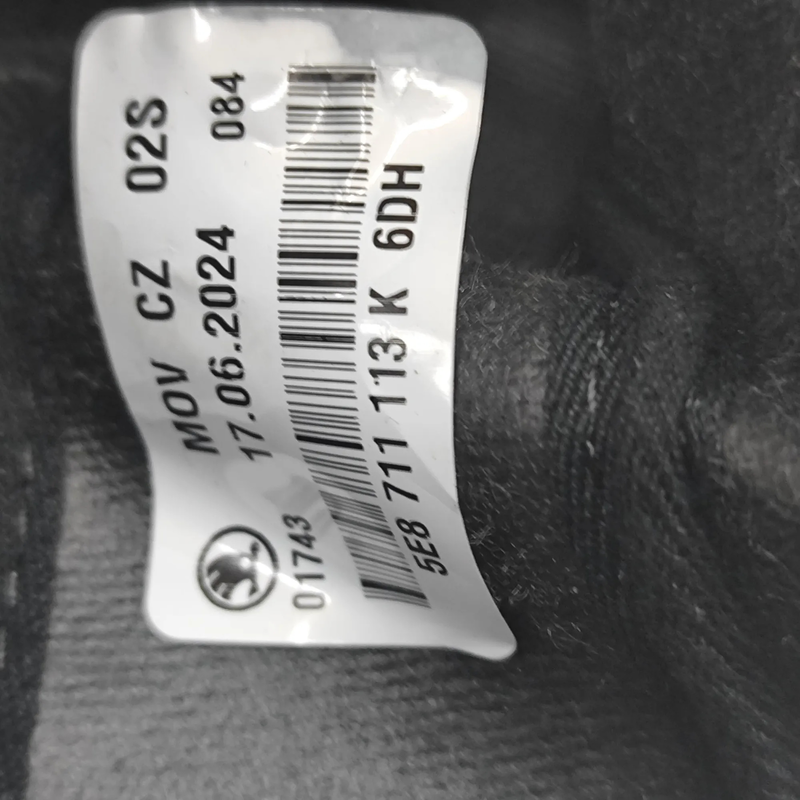 MOV CZ 02S
17.06.2024 084
01743
5E8 711 113 K 6DH